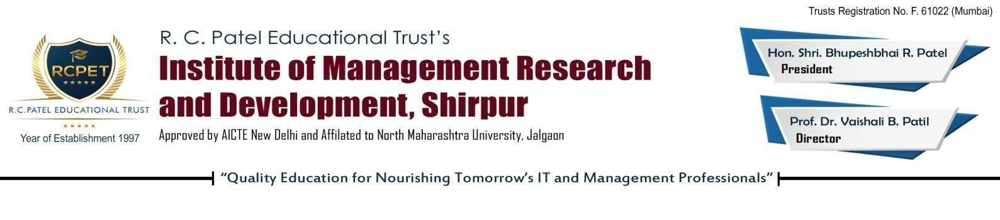 Trusts Registration No. F. 61022 (Mumbai)
RCPET
R.C.PATEL EDUCATIONAL TRUST
Year of Establishment 1997
R. C. Patel Educational Trust's
Institute of Management Research
and Development, Shirpur
Approved by AICTE New Delhi and Affilated to North Maharashtra University, Jalgaon
Hon. Shri. Bhupeshbhai R. Patel
President
Prof. Dr. Vaishali B. Patil
Director
“Quality Education for Nourishing Tomorrow's IT and Management Professionals”